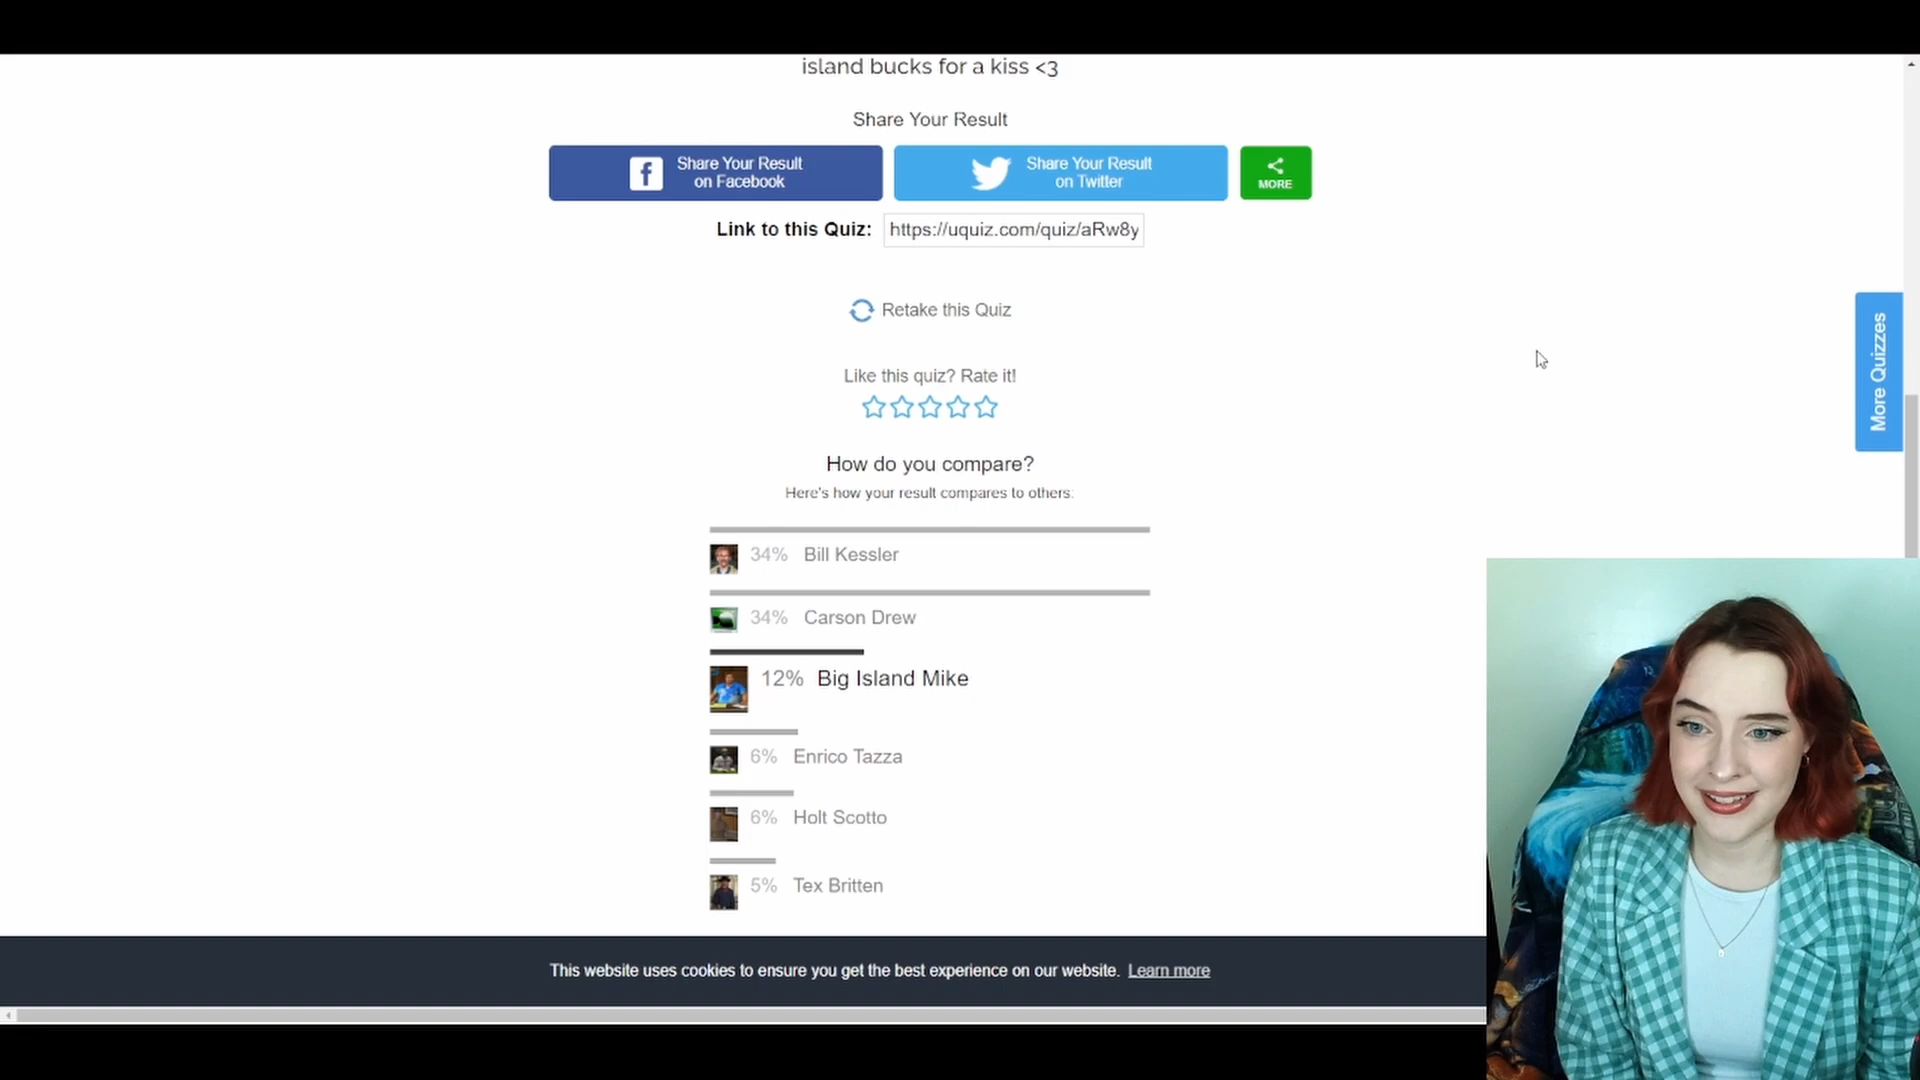 island bucks for a kiss <3
Share Your Result
Share Your Result
on Facebook
Share Your Result
on Twitter
MORE
Link to this Quiz: https://uquiz.com/quiz/aRw8y
Retake this Quiz
More Quizzes
Like this quiz? Rate it!
How do you compare?
Here's how your result compares to others:
34% Bill Kessler
34% Carson Drew
12% Big Island Mike
6% Enrico Tazza
6% Holt Scotto
5% Tex Britten
This website uses cookies to ensure you get the best experience on our website. Learn more